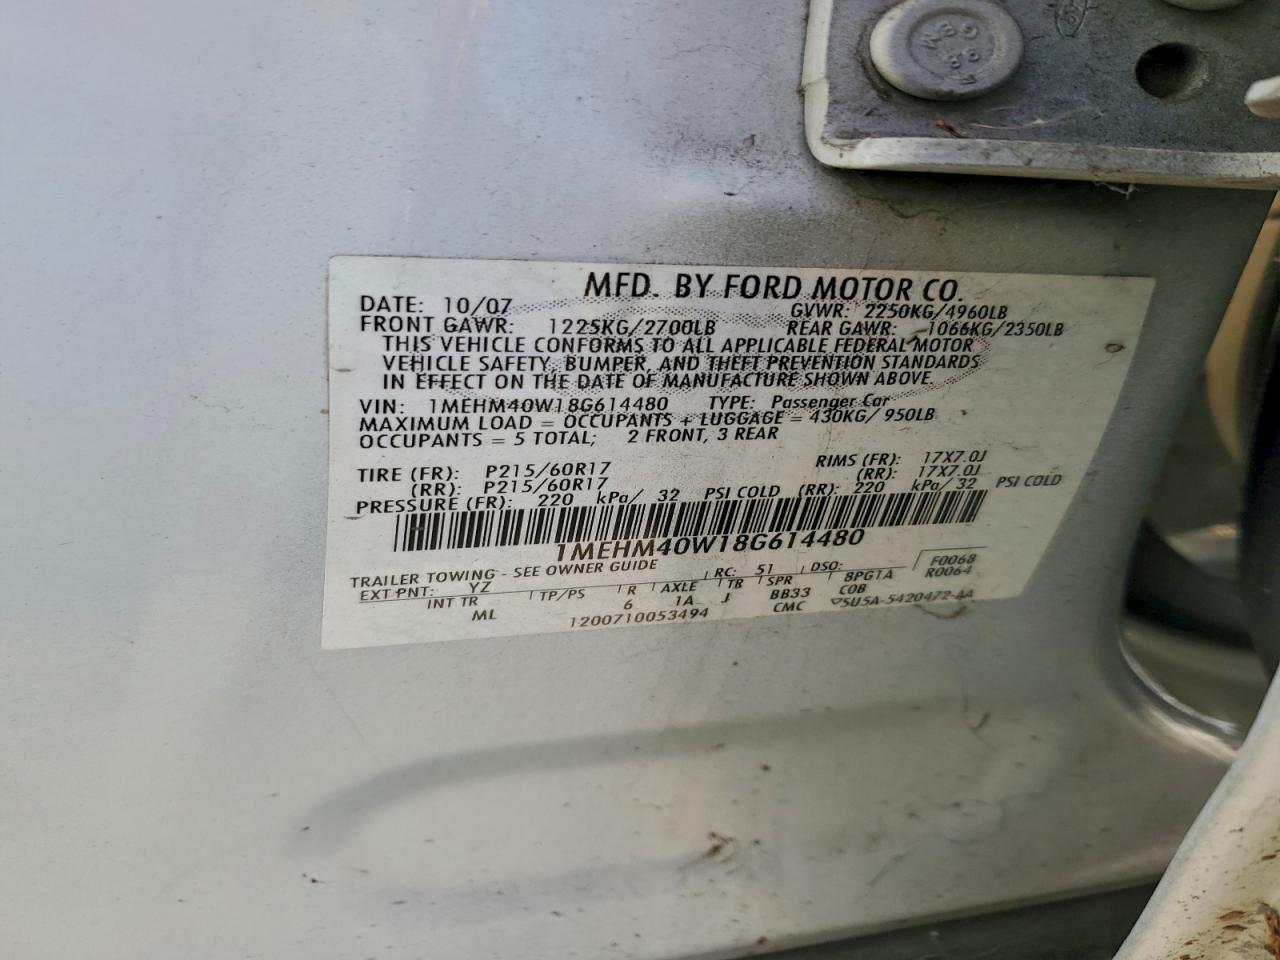 MFD. BY FORD MOTOR CO.
DATE: 10/07 GVWR: 2250KG/4960LB
FRONT GAWR: 1225KG/2700LB REAR GAWR: 1066KG/2350LB
THIS VEHICLE CONFORMS TO ALL APPLICABLE FEDERAL MOTOR
VEHICLE SAFETY, BUMPER, AND THEFT PREVENTION STANDARDS
IN EFFECT ON THE DATE OF MANUFACTURE SHOWN ABOVE.
VIN: 1MEHM40W18G614480 TYPE: Passenger Car
MAXIMUM LOAD = OCCUPANTS + LUGGAGE = 430KG/ 950LB
OCCUPANTS = 5 TOTAL; 2 FRONT, 3 REAR
TIRE (FR): P215/60R17 RIMS (FR): 17X7.0J
(RR): P215/60R17 (RR): 17X7.0J
PRESSURE (FR): 220 kPa/ 32 PSI COLD (RR): 220 kPa/ 32 PSI COLD
1MEHM40W18G614480
TRAILER TOWING - SEE OWNER GUIDE
EXT PNT: YZ RC: 51 DSO: F0068
INT TR TP/PS R AXLE TR SPR 8PG1A R0064
ML 6 1A J BB33 COB
1200710053494 CMC ▽5U5A-5420472-AA